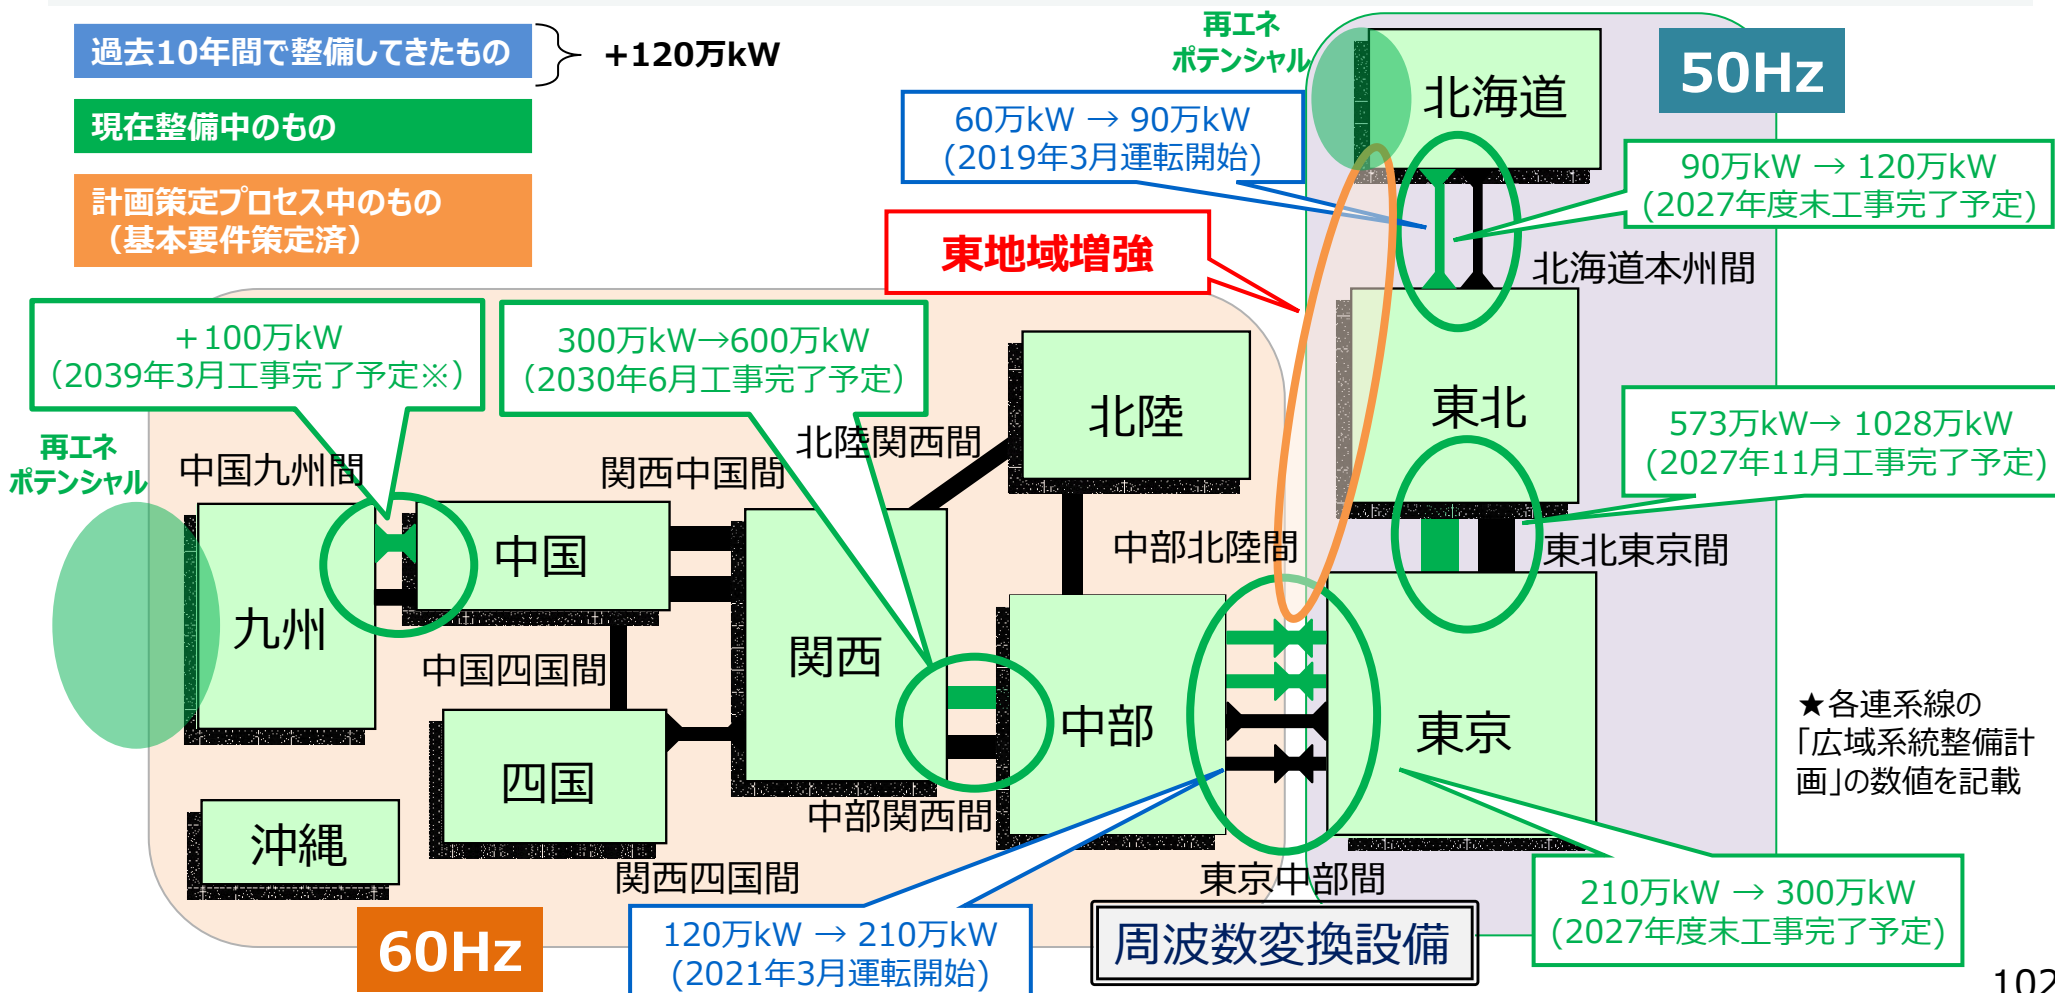 過去10年間で整備してきたもの
+120万kW
現在整備中のもの
計画策定プロセス中のもの
（基本要件策定済）
再エネ
ポテンシャル
北海道
50Hz
60万kW → 90万kW
(2019年3月運転開始)
90万kW → 120万kW
(2027年度末工事完了予定)
東地域増強
北海道本州間
+100万kW
（2039年3月工事完了予定※）
300万kW→600万kW
（2030年6月工事完了予定）
北陸
東北
573万kW→ 1028万kW
(2027年11月工事完了予定)
再エネ
ポテンシャル
中国九州間
関西中国間
北陸関西間
中部北陸間
東北東京間
九州
中国
関西
中部
東京
中国四国間
四国
中部関西間
沖縄
関西四国間
東京中部間
★各連系線の
「広域系統整備計
画」の数値を記載
60Hz
120万kW → 210万kW
(2021年3月運転開始)
周波数変換設備
210万kW → 300万kW
(2027年度末工事完了予定)
102